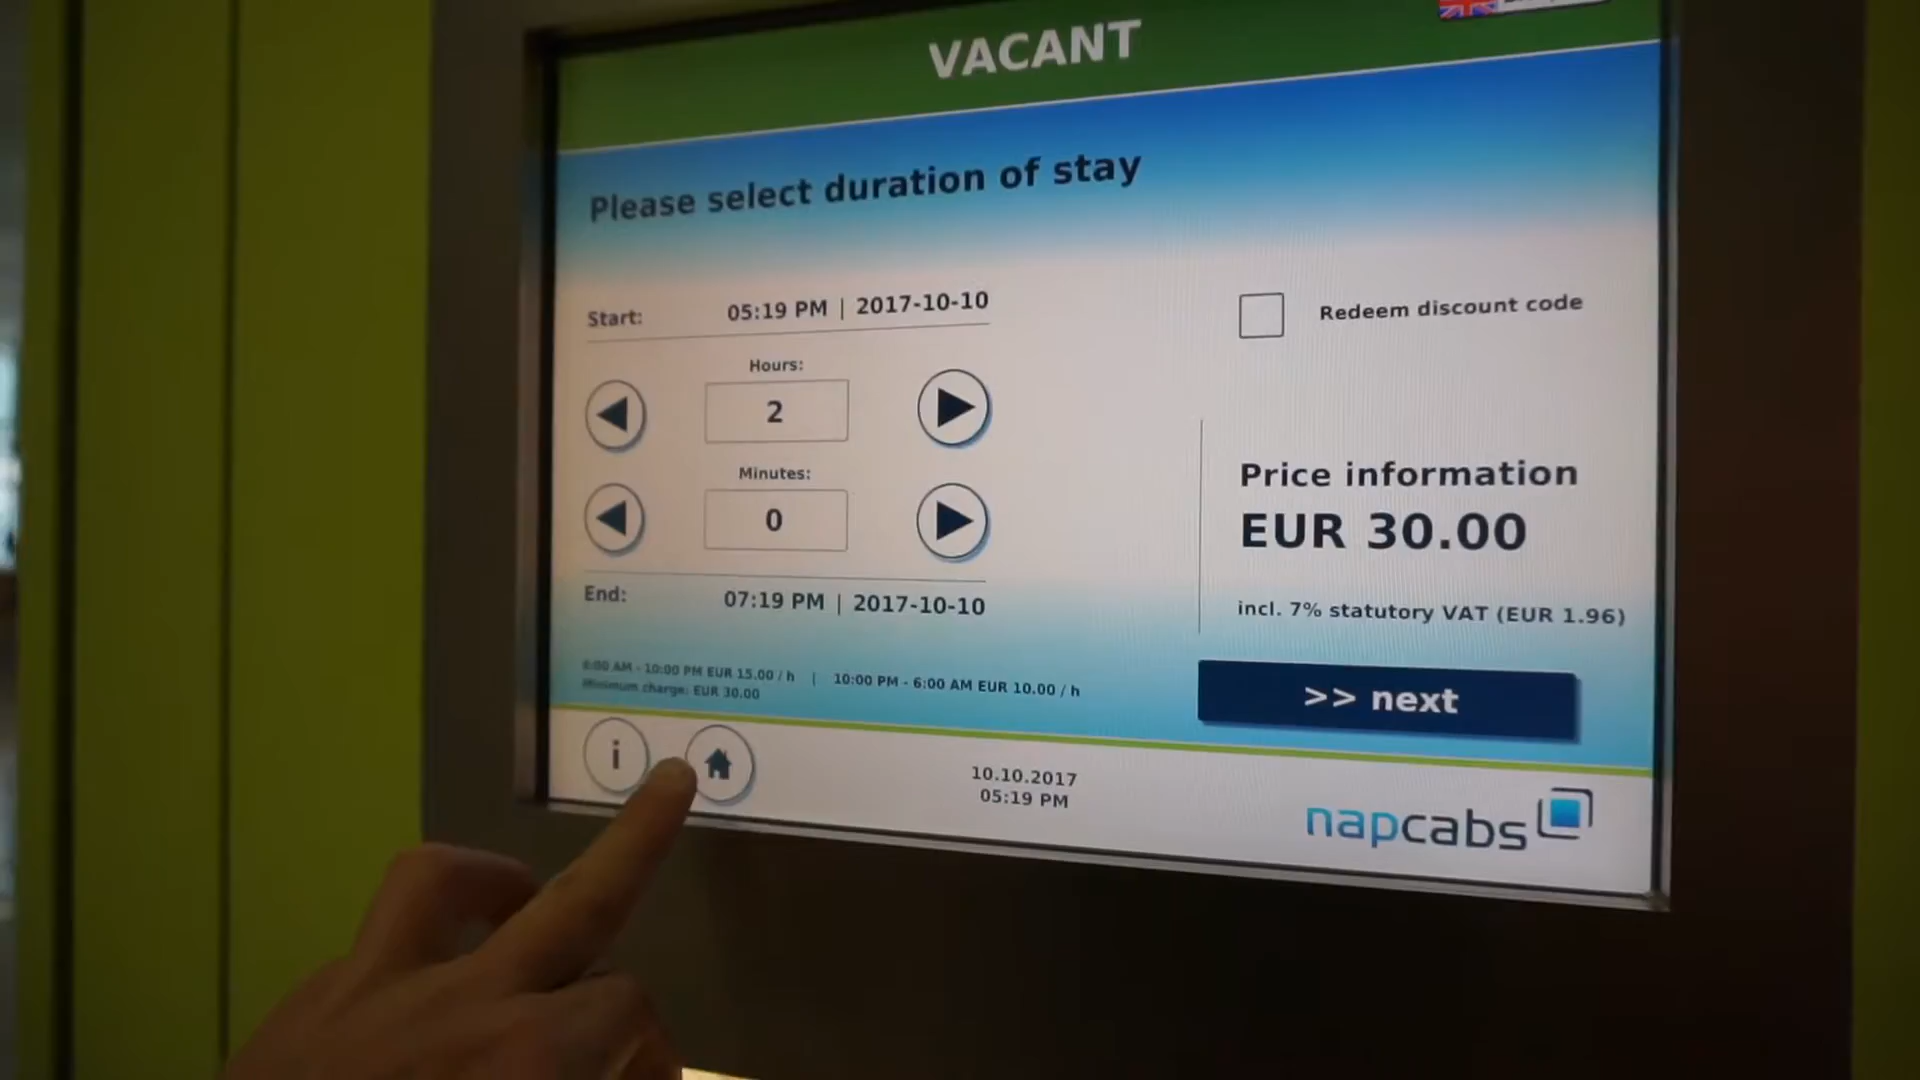 VACANT
Please select duration of stay
Start: 05:19 PM | 2017-10-10
Redeem discount code
Hours:
2
Minutes:
0
Price information
EUR 30.00
End: 07:19 PM | 2017-10-10
incl. 7% statutory VAT (EUR 1.96)
6:00 AM - 10:00 PM EUR 15.00 / h | 10:00 PM - 6:00 AM EUR 10.00 / h
Minimum charge: EUR 30.00
>> next
i
10.10.2017
05:19 PM
napcabs